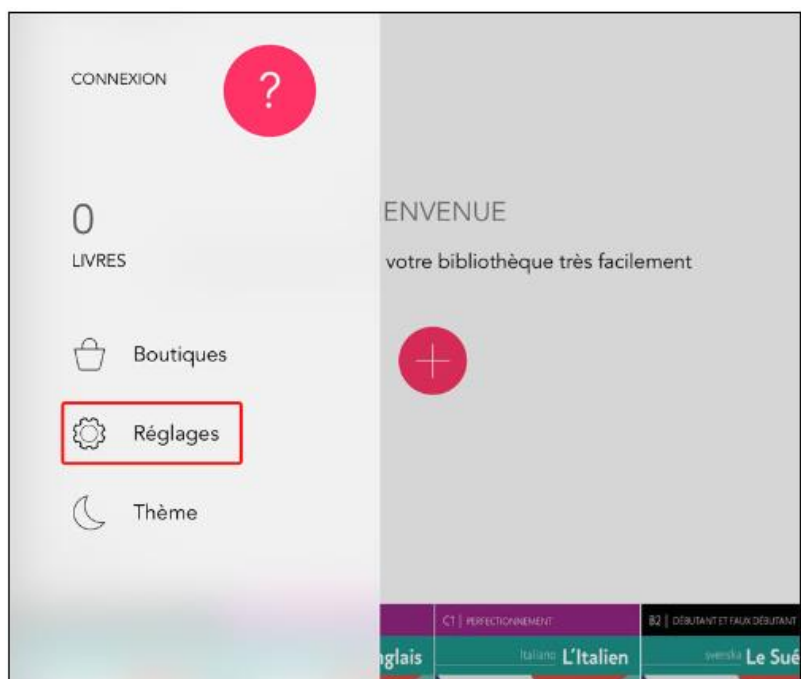 CONNEXION
?
0
LIVRES
Boutiques
Réglages
Thème
ENVENUE
votre bibliothèque très facilement
C1 | PERFECTIONNEMENT
B2 | DÉBUTANT ET FAUX DÉBUTANT
nglais
Italiano L'Italien
svenska Le Sué